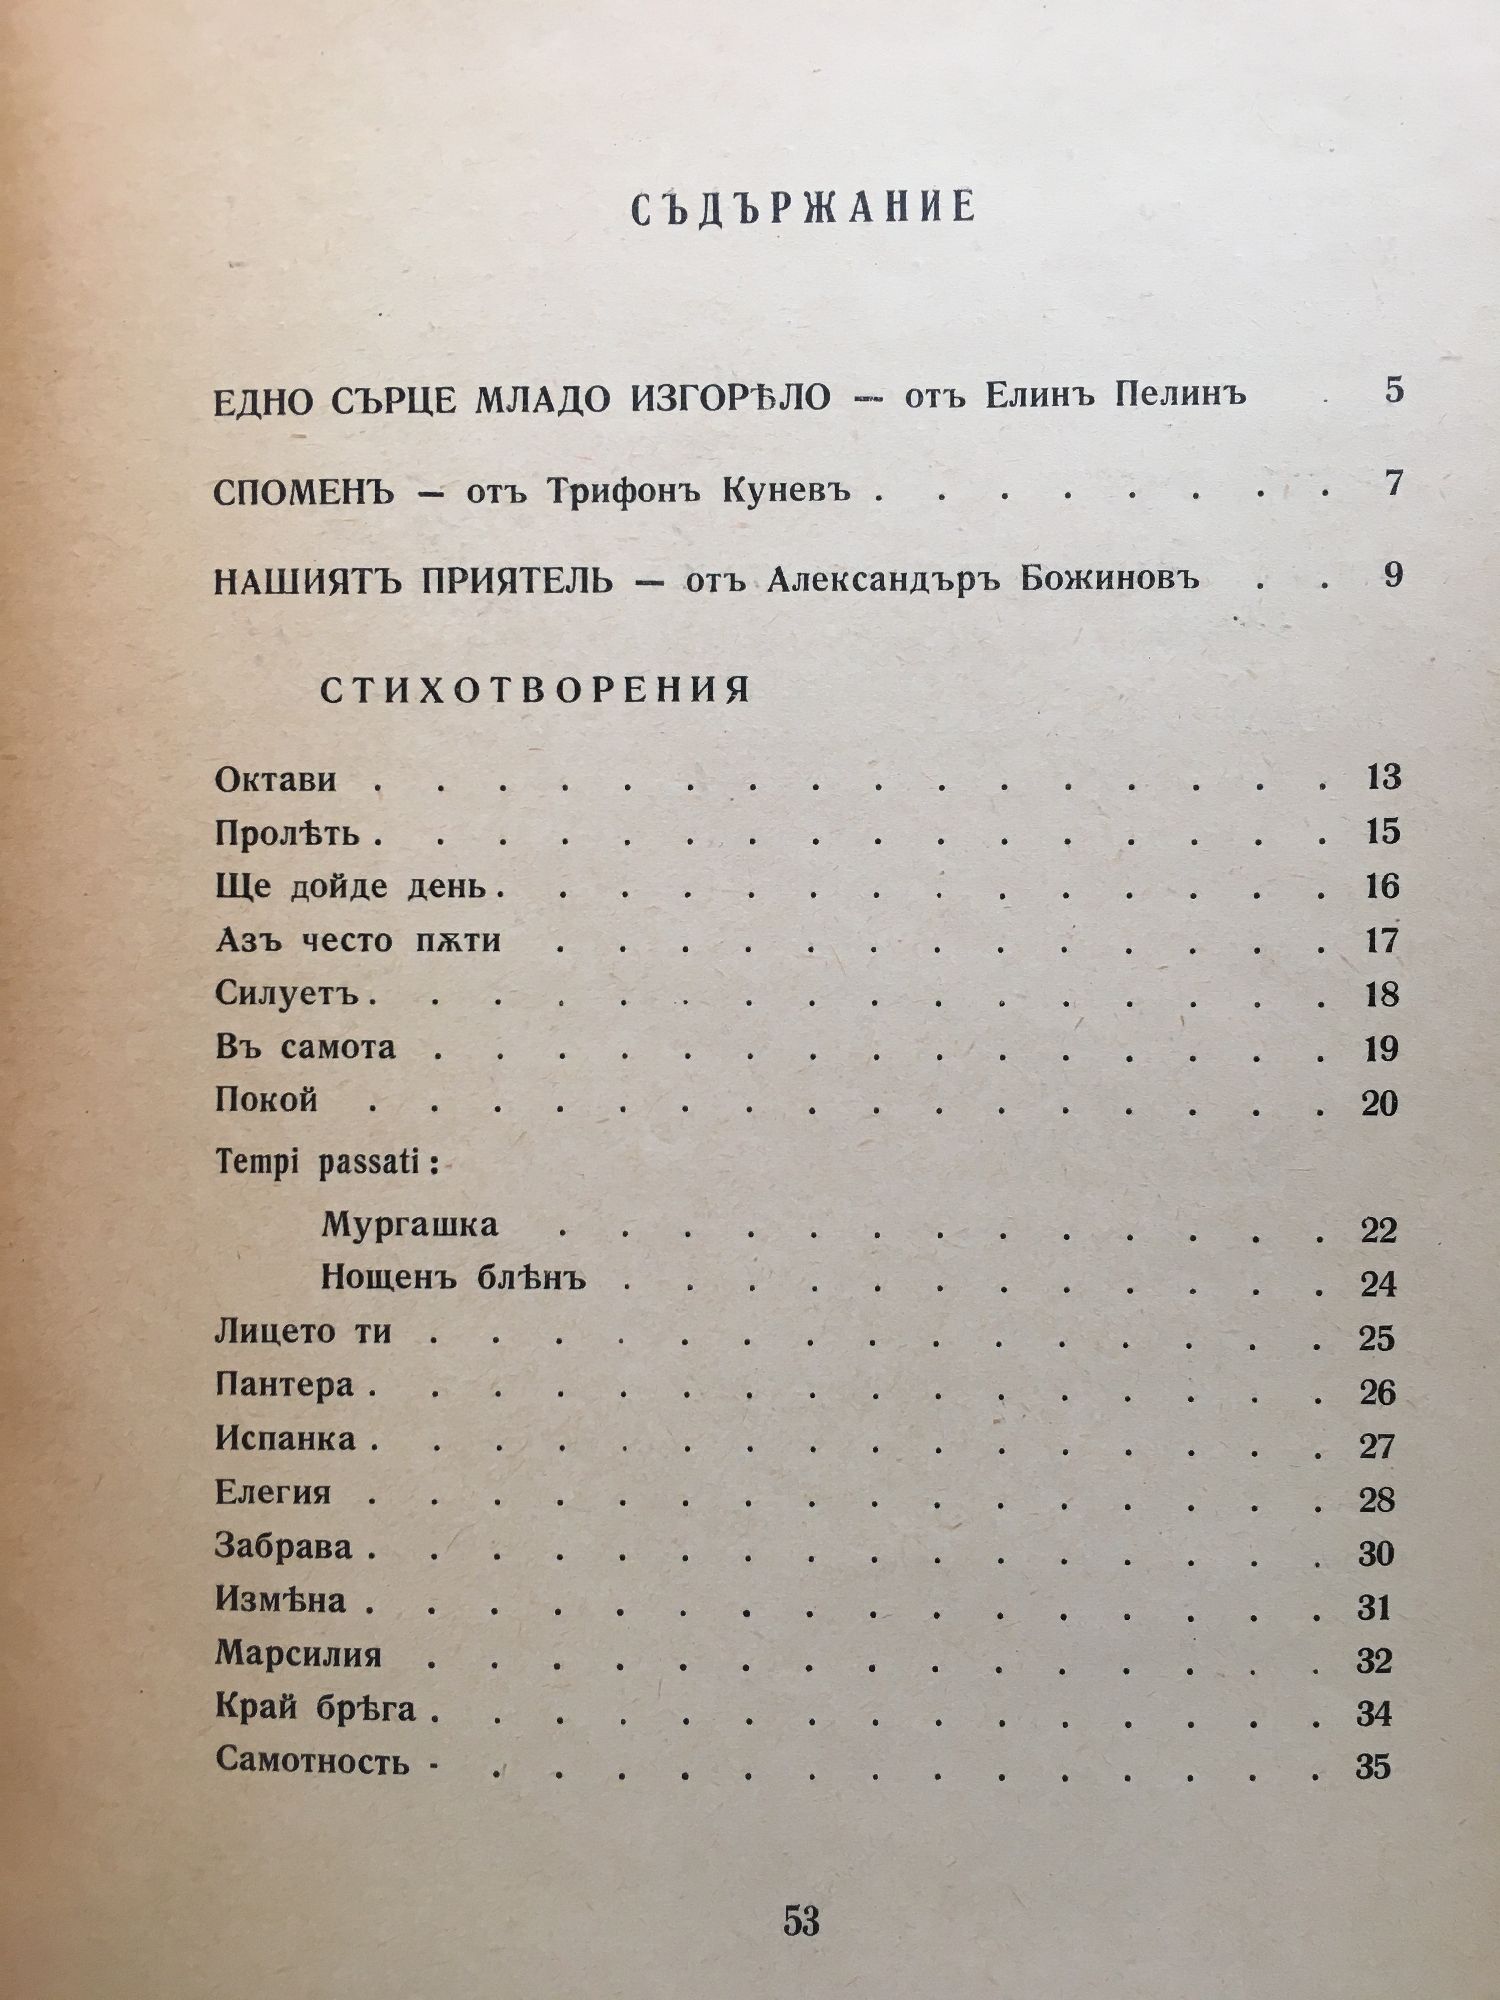 СЪДЪРЖАНИЕ
ЕДНО СЪРЦЕ МЛАДО ИЗГОРѢЛО — отъ Елинъ Пелинъ . 5
СПОМЕНЪ — отъ Трифонъ Куневъ . . . . . . . . 7
НАШИЯТЪ ПРИЯТЕЛЬ — отъ Александъръ Божиновъ . . 9
СТИХОТВОРЕНИЯ
Октави . . . . . . . . . . . . . . . . 13
Пролѣть . . . . . . . . . . . . . . . . 15
Ще дойде день . . . . . . . . . . . . . . 16
Азъ често пѫти . . . . . . . . . . . . . 17
Силуетъ . . . . . . . . . . . . . . . . 18
Въ самота . . . . . . . . . . . . . . . 19
Покой . . . . . . . . . . . . . . . . 20
Tempi passati :
Мургашка . . . . . . . . . . . . . 22
Нощенъ блѣнъ . . . . . . . . . . . . 24
Лицето ти . . . . . . . . . . . . . . . 25
Пантера . . . . . . . . . . . . . . . . 26
Испанка . . . . . . . . . . . . . . . . 27
Елегия . . . . . . . . . . . . . . . . 28
Забрава . . . . . . . . . . . . . . . . 30
Измѣна . . . . . . . . . . . . . . . . 31
Марсилия . . . . . . . . . . . . . . . 32
Край брѣга . . . . . . . . . . . . . . . 34
Самотность - . . . . . . . . . . . . . . 35
53